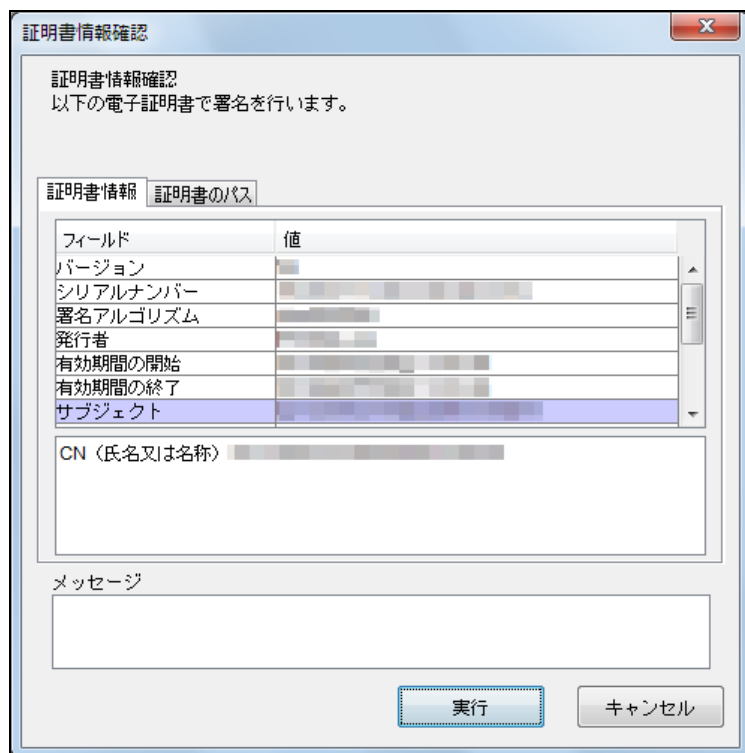 証明書情報確認
証明書情報確認
以下の電子証明書で署名を行います。
証明書情報 証明書のパス
フィールド 値
バージョン
シリアルナンバー
署名アルゴリズム
発行者
有効期間の開始
有効期間の終了
サブジェクト
CN（氏名又は名称）
メッセージ
実行 キャンセル